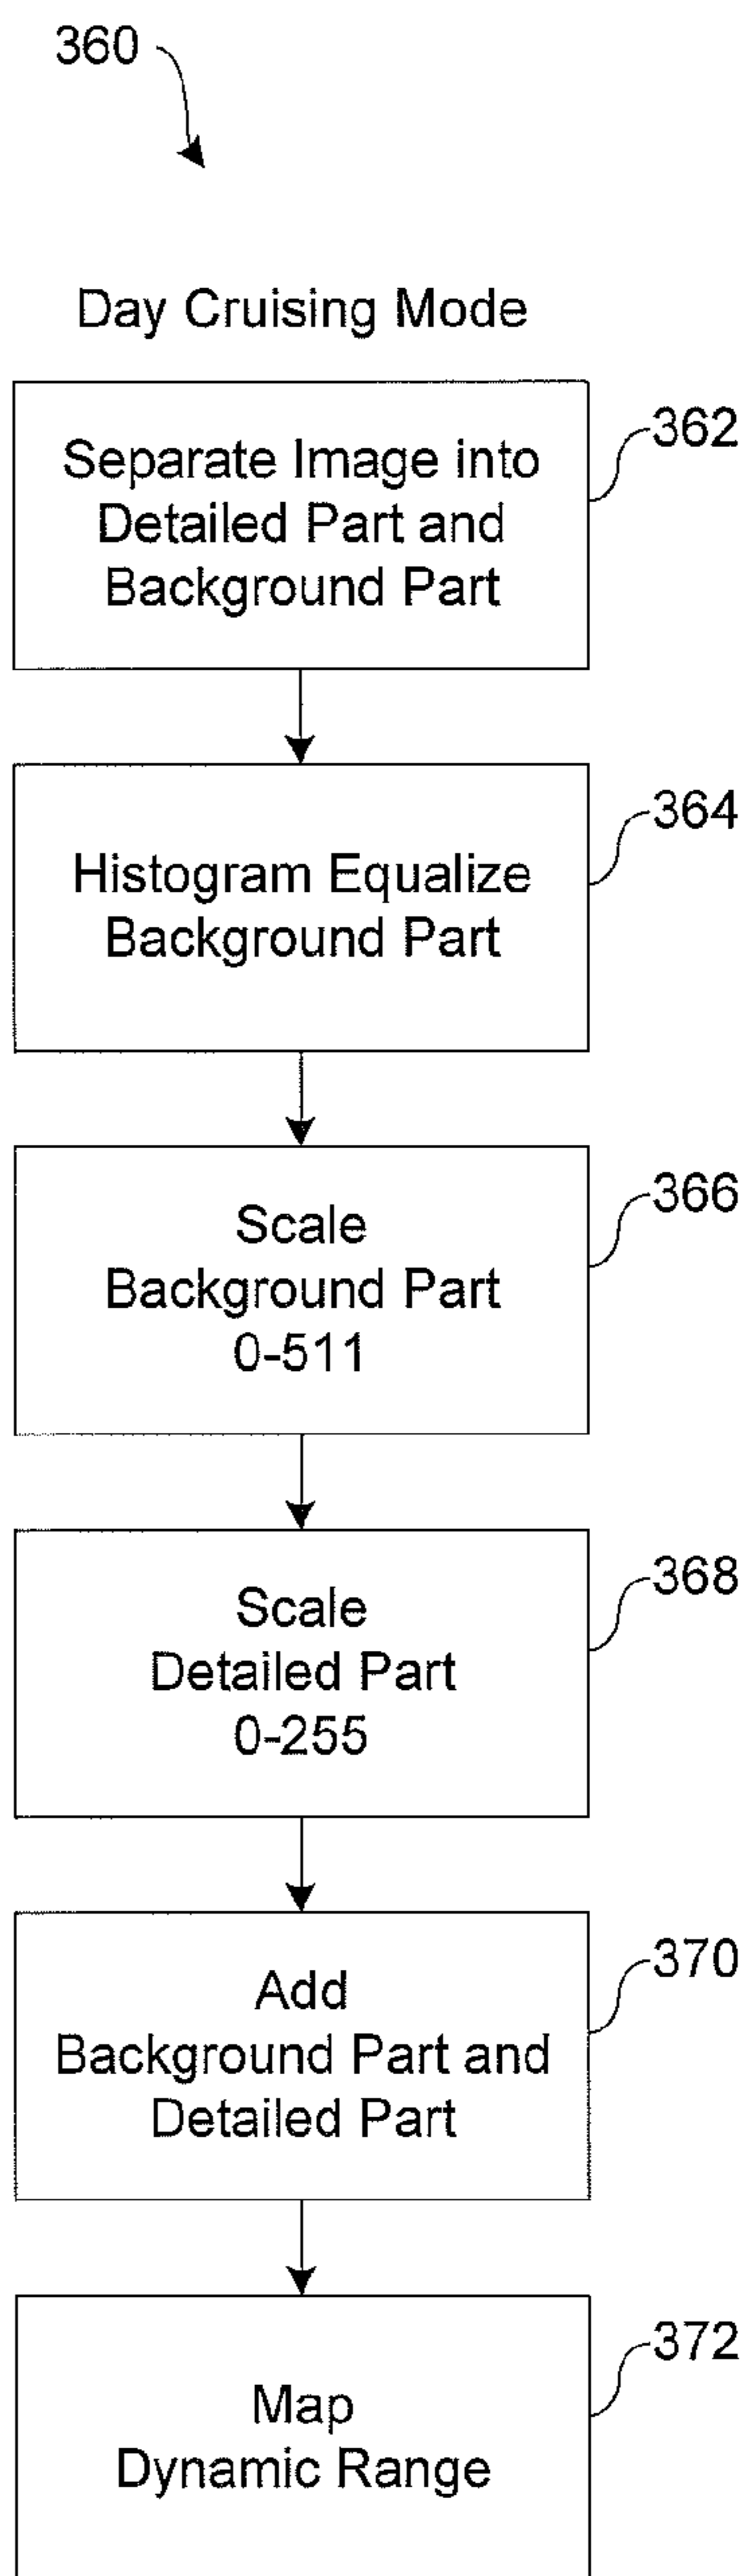 360
Day Cruising Mode
Separate Image into
Detailed Part and
Background Part
362
Histogram Equalize
Background Part
364
Scale
Background Part
0-511
366
Scale
Detailed Part
0-255
368
Add
Background Part and
Detailed Part
370
Map
Dynamic Range
372